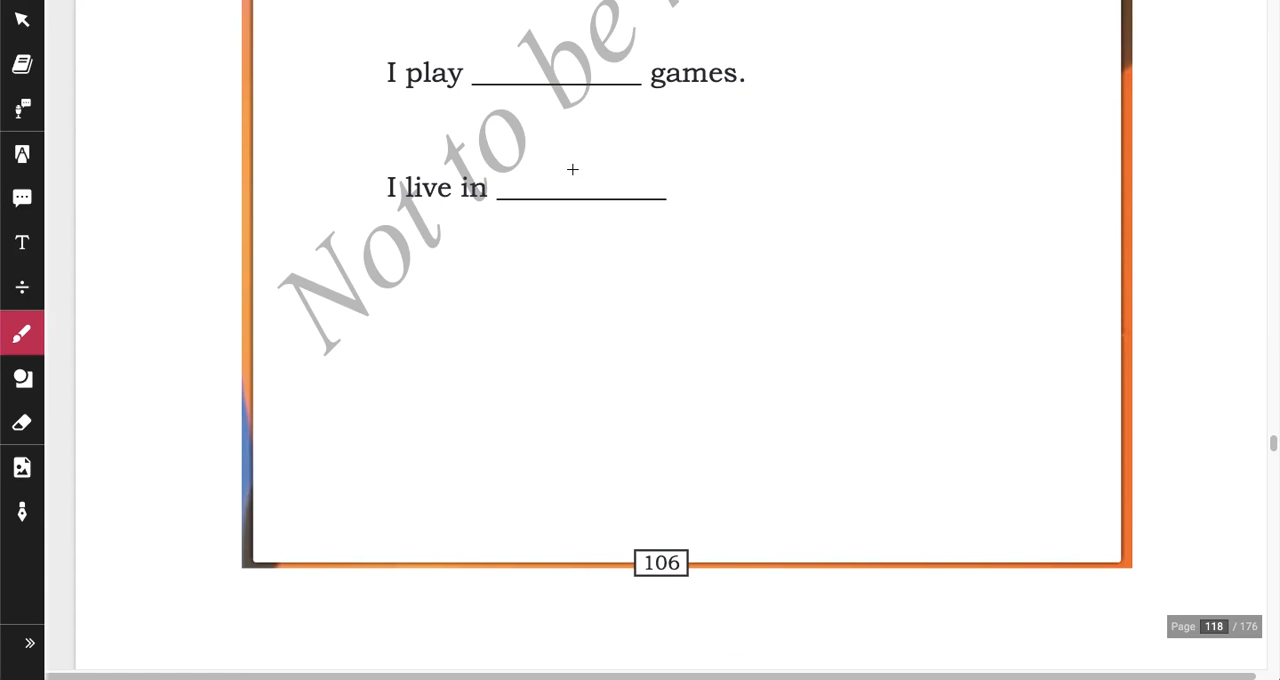 I play ____________ games.
I live in ____________
Not to be
106
Page 118 / 176